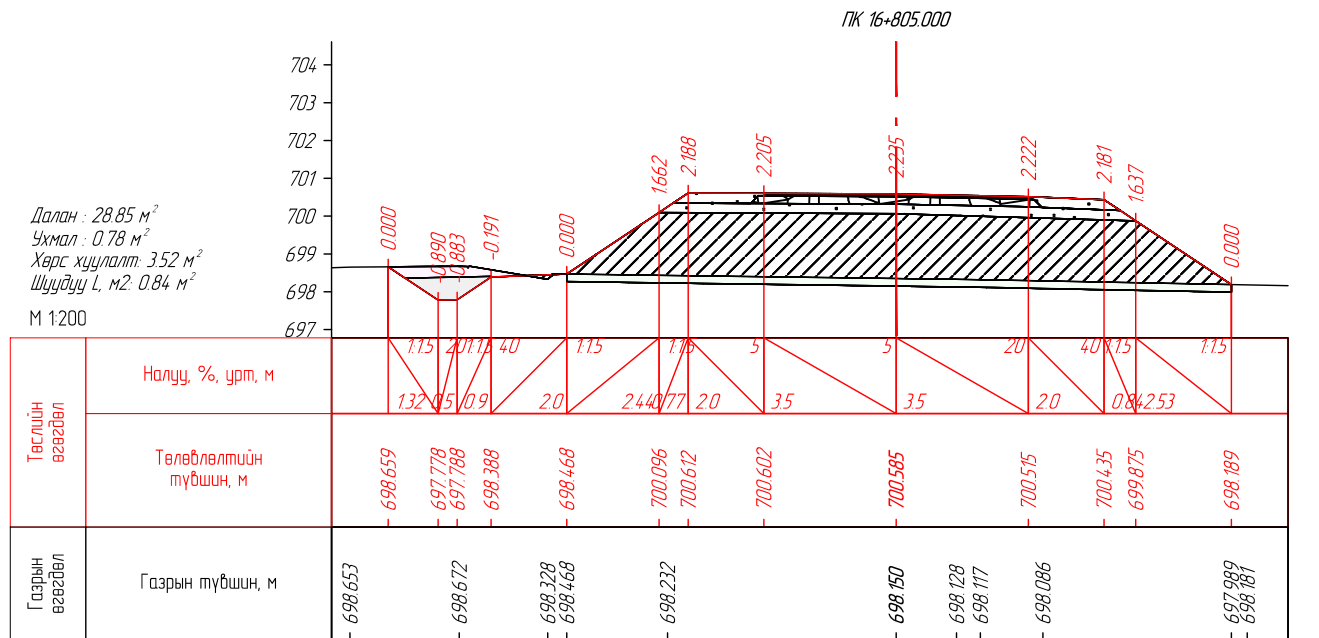 ПК 16+805.000
704
703
702
701
700
699
698
697
Далан : 28.85 м²
Ухмал : 0.78 м²
Хөрс хуулалт: 3.52 м²
Шуудуу L, м2: 0.84 м²
М 1:200
0.000
-0.890
-0.883
-0.191
0.000
1.662
2.188
2.205
2.235
2.222
2.181
1.637
0.000
Төслийн өгөгдөл
Налуу, %, урт, м
1:1.5 20 1:1.5 40 1:1.5 1:1.5 5 5 20 40 1:1.5 1:1.5
1.32 0.5 0.9 2.0 2.44 0.77 2.0 3.5 3.5 2.0 0.84 2.53
Төлөвлөлтийн
түвшин, м
698.659 697.778 697.788 698.388 698.468 700.096 700.612 700.602 700.585 700.515 700.435 699.875 698.189
Газрын өгөгдөл
Газрын түвшин, м
698.653 698.672 698.328 698.468 698.232 698.150 698.128 698.117 698.086 697.989 698.181